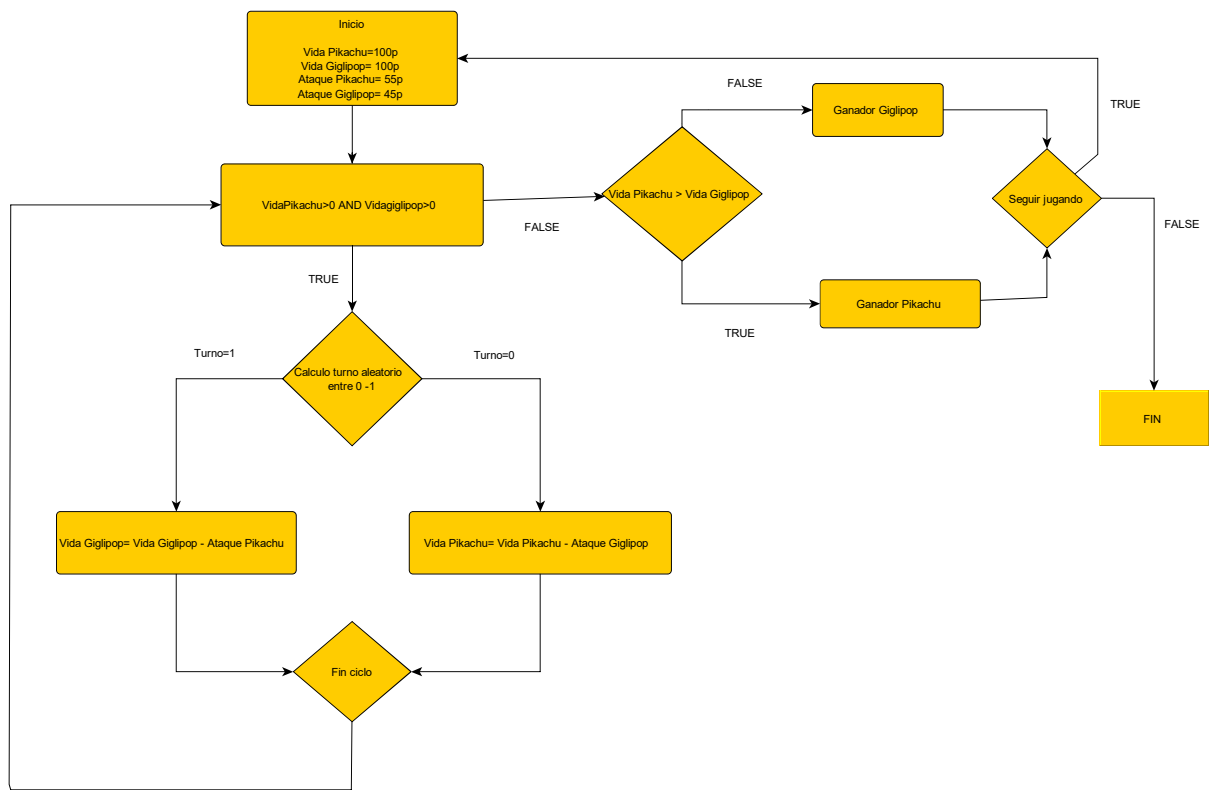 Inicio
Vida Pikachu=100p
Vida Giglipop= 100p
Ataque Pikachu= 55p
Ataque Giglipop= 45p
FALSE
Ganador Giglipop
TRUE
VidaPikachu>0 AND Vidagiglipop>0
FALSE
Vida Pikachu > Vida Giglipop
Seguir jugando
FALSE
TRUE
Ganador Pikachu
TRUE
Turno=1
Turno=0
Calculo turno aleatorio
entre 0 -1
FIN
Vida Giglipop= Vida Giglipop - Ataque Pikachu
Vida Pikachu= Vida Pikachu - Ataque Giglipop
Fin ciclo